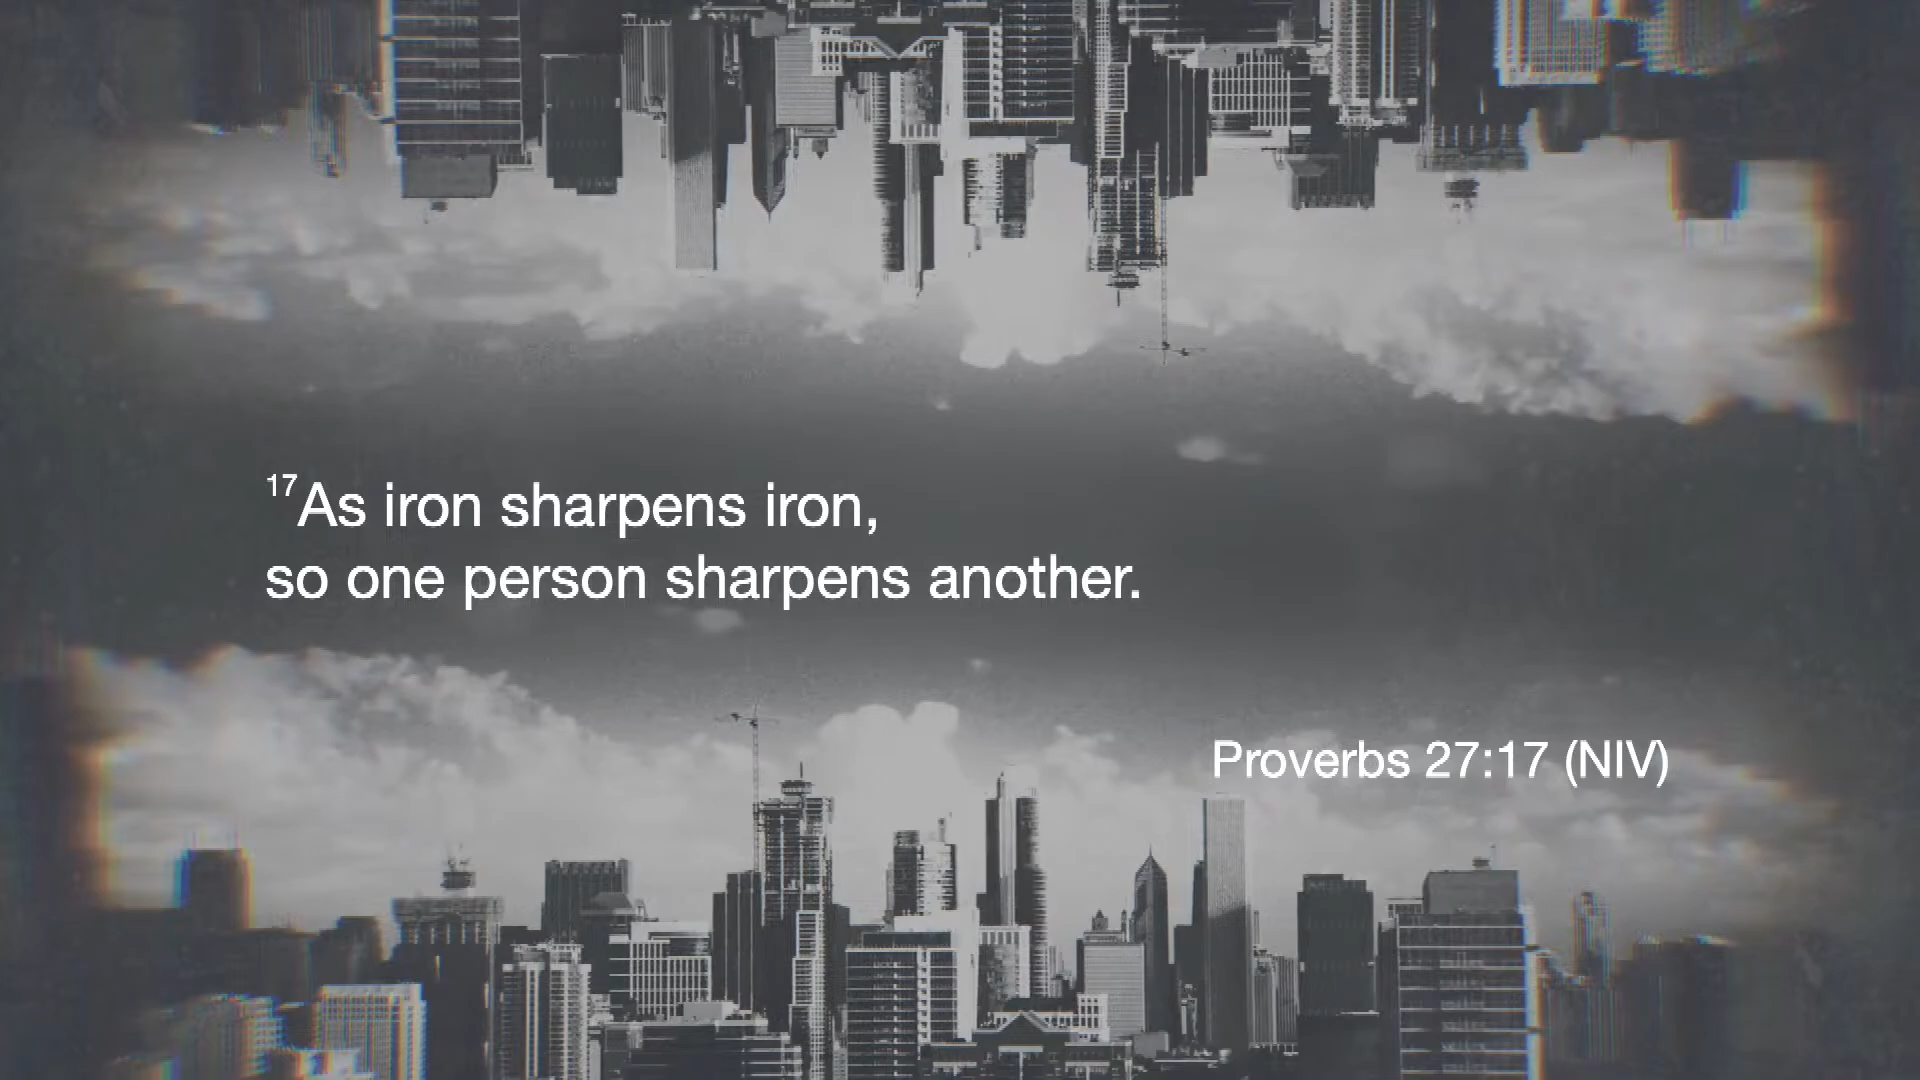 17As iron sharpens iron,
so one person sharpens another.
Proverbs 27:17 (NIV)